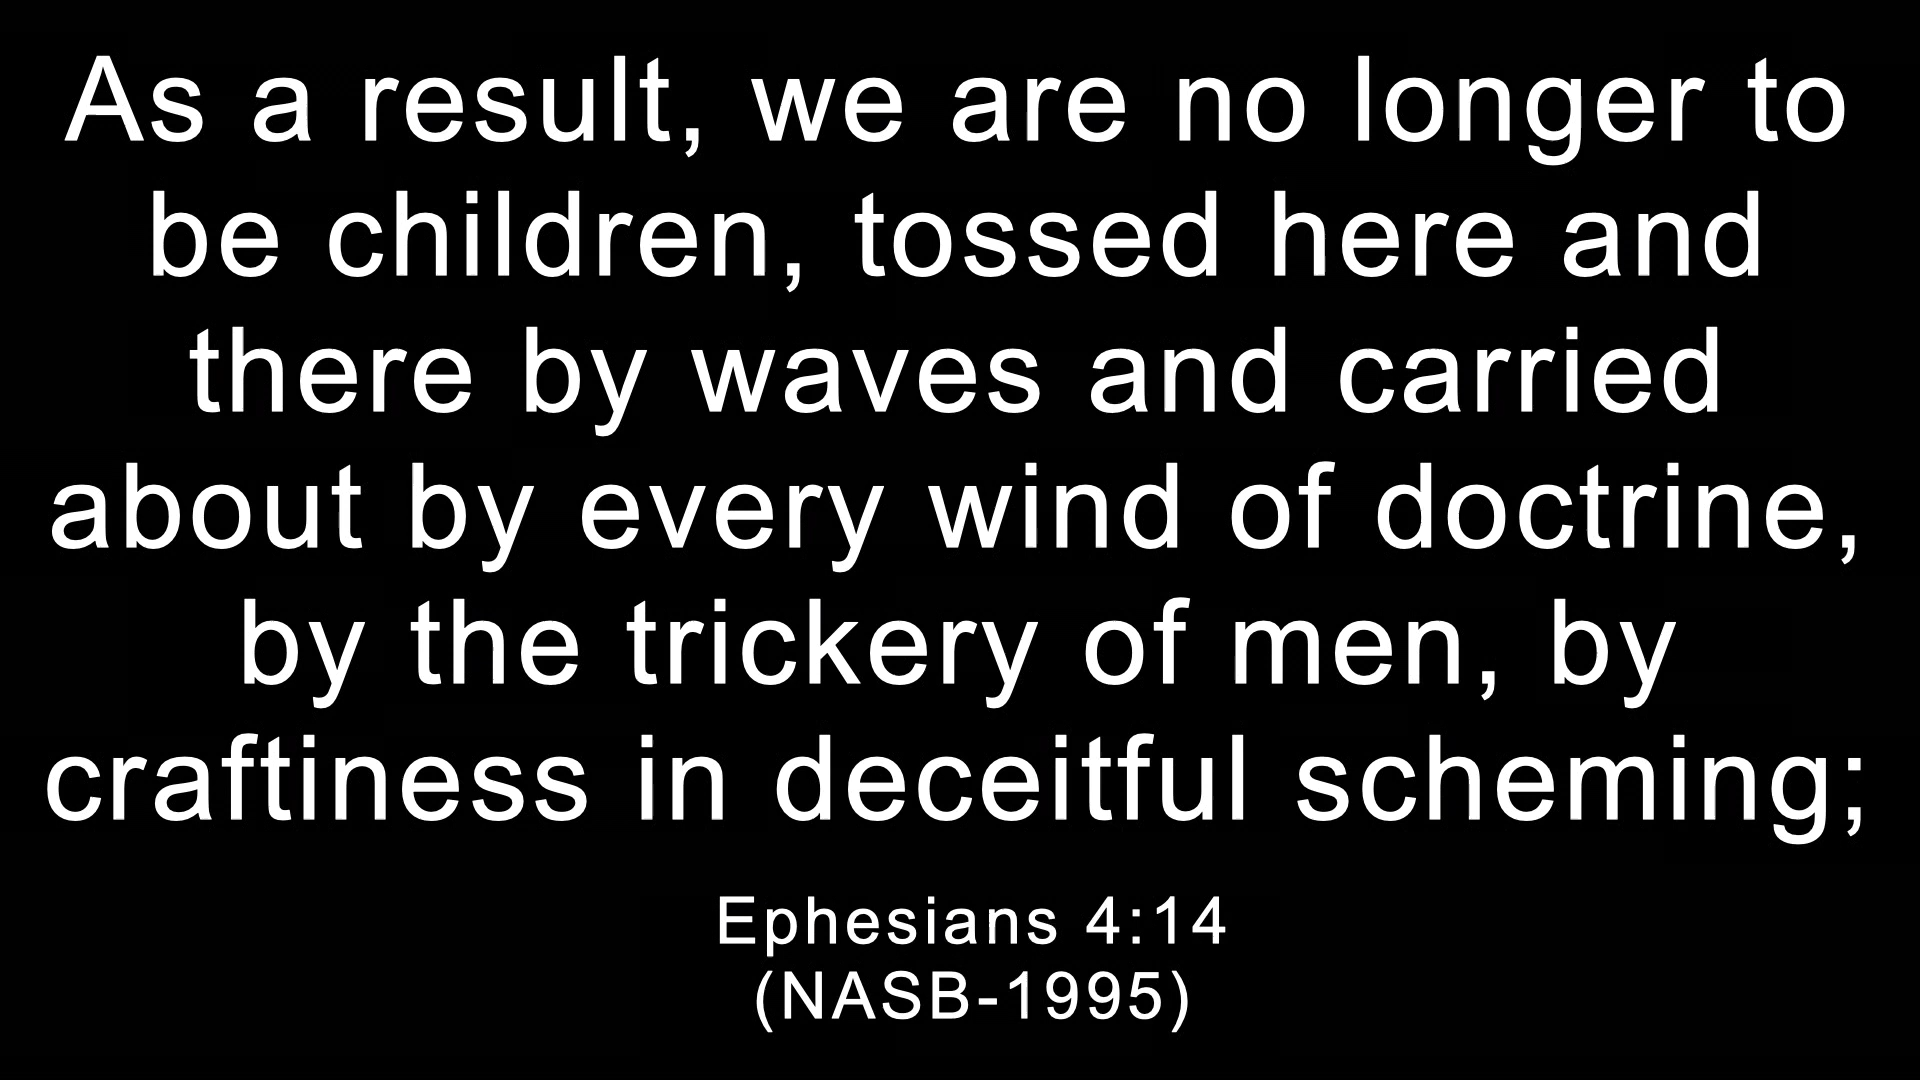 As a result, we are no longer to
be children, tossed here and
there by waves and carried
about by every wind of doctrine,
by the trickery of men, by
craftiness in deceitful scheming;
Ephesians 4:14
(NASB-1995)